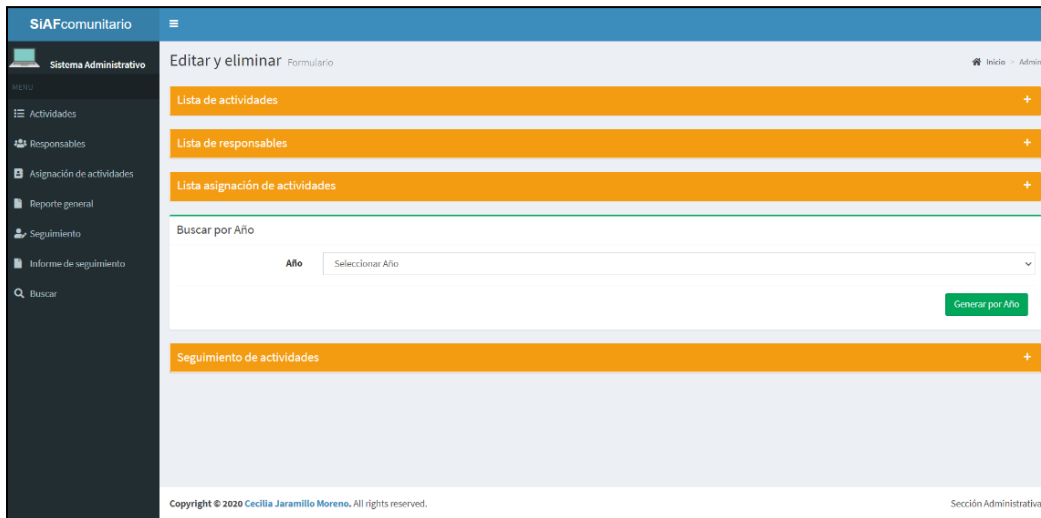 SiAFcomunitario
Sistema Administrativo
MENU
Actividades
Responsables
Asignación de actividades
Reporte general
Seguimiento
Informe de seguimiento
Buscar
Editar y eliminar Formulario
Inicio > Admin
Lista de actividades +
Lista de responsables +
Lista asignación de actividades +
Buscar por Año
Año Seleccionar Año
Generar por Año
Seguimiento de actividades +
Copyright © 2020 Cecilia Jaramillo Moreno. All rights reserved.
Sección Administrativa